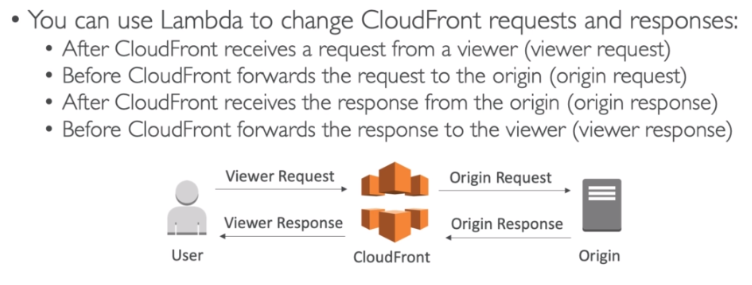 • You can use Lambda to change CloudFront requests and responses:
• After CloudFront receives a request from a viewer (viewer request)
• Before CloudFront forwards the request to the origin (origin request)
• After CloudFront receives the response from the origin (origin response)
• Before CloudFront forwards the response to the viewer (viewer response)
Viewer Request
Origin Request
Viewer Response
Origin Response
User
CloudFront
Origin